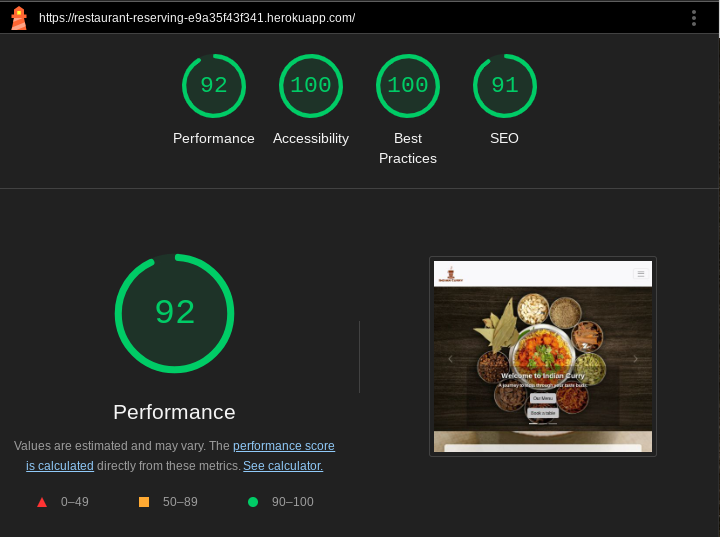 https://restaurant-reserving-e9a35f43f341.herokuapp.com/
92 100 100 91
Performance Accessibility Best Practices SEO
92
Performance
Values are estimated and may vary. The performance score
is calculated directly from these metrics. See calculator.
0–49 50–89 90–100
Indian Curry
Welcome to Indian Curry
A journey to India through your taste buds
Our Menu
Book a table